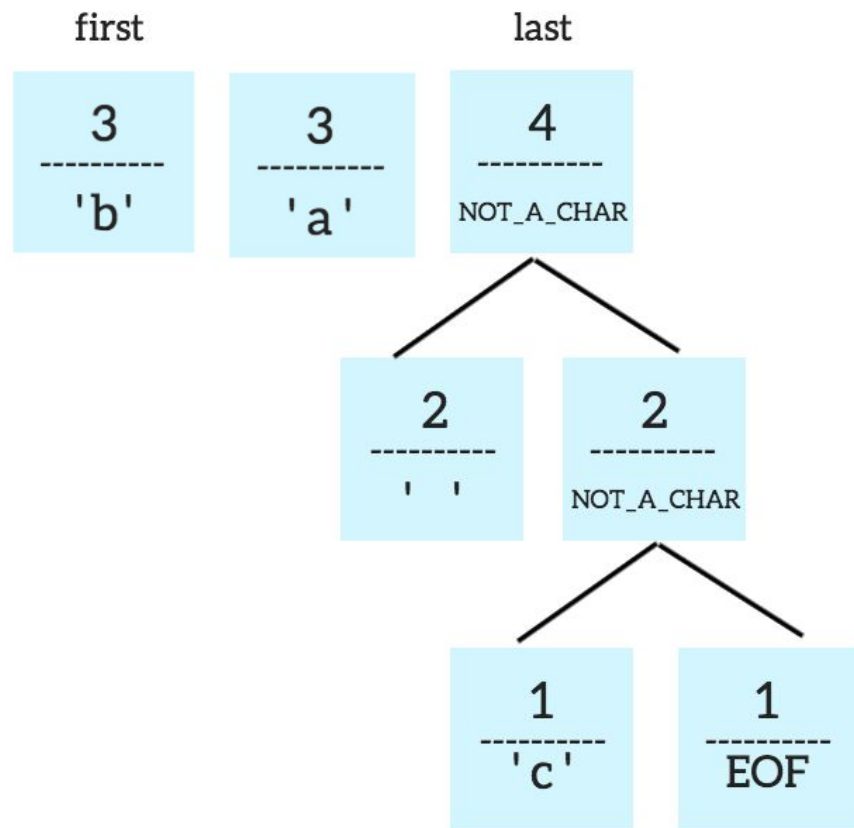 first last
3 3 4
---------- ---------- ----------
'b' 'a' NOT_A_CHAR
2 2
---------- ----------
' ' NOT_A_CHAR
1 1
---------- ----------
'c' EOF